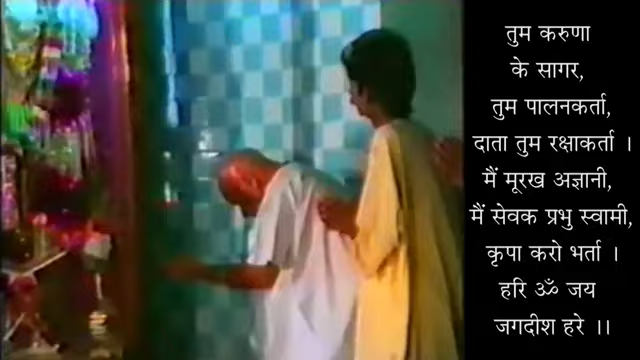 तुम करुणा
के सागर,
तुम पालनकर्ता,
दाता तुम रक्षाकर्ता ।
मैं मूरख अज्ञानी,
मैं सेवक प्रभु स्वामी,
कृपा करो भर्ता ।
हरि ॐ जय
जगदीश हरे ।।